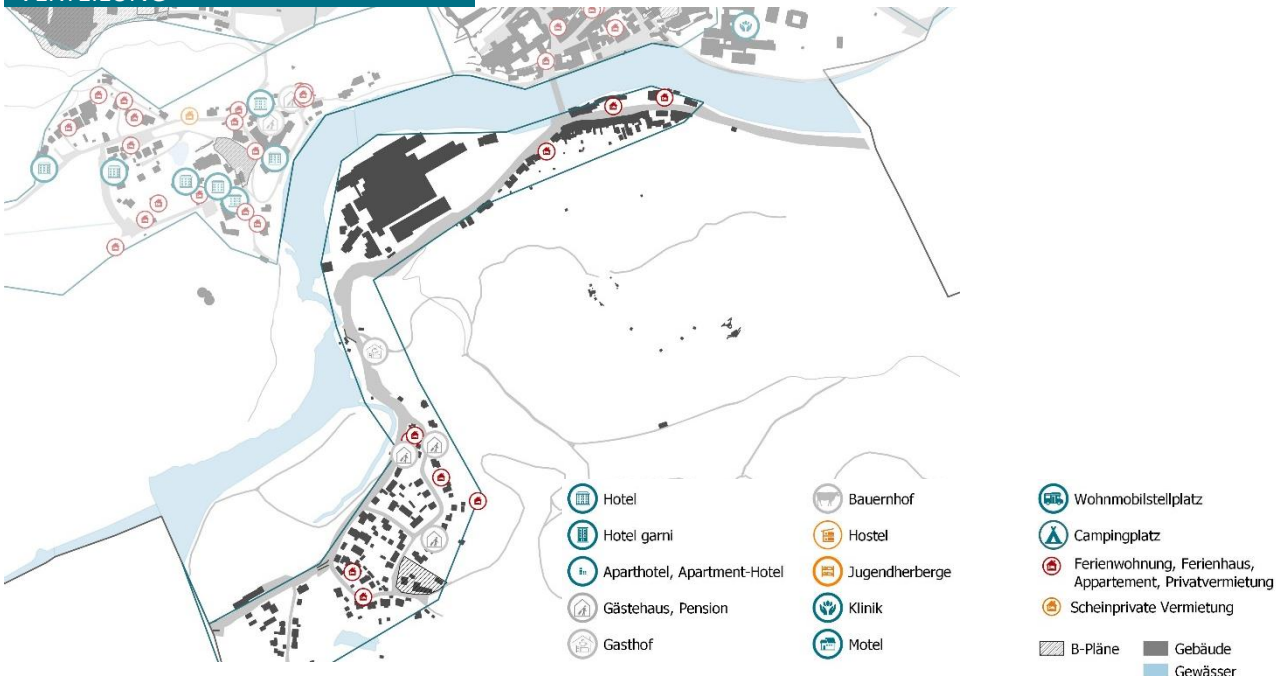 VERTEILUNG
Hotel
Hotel garni
Aparthotel, Apartment-Hotel
Gästehaus, Pension
Gasthof
Bauernhof
Hostel
Jugendherberge
Klinik
Motel
Wohnmobilstellplatz
Campingplatz
Ferienwohnung, Ferienhaus,
Appartement, Privatvermietung
Scheinprivate Vermietung
B-Pläne
Gebäude
Gewässer